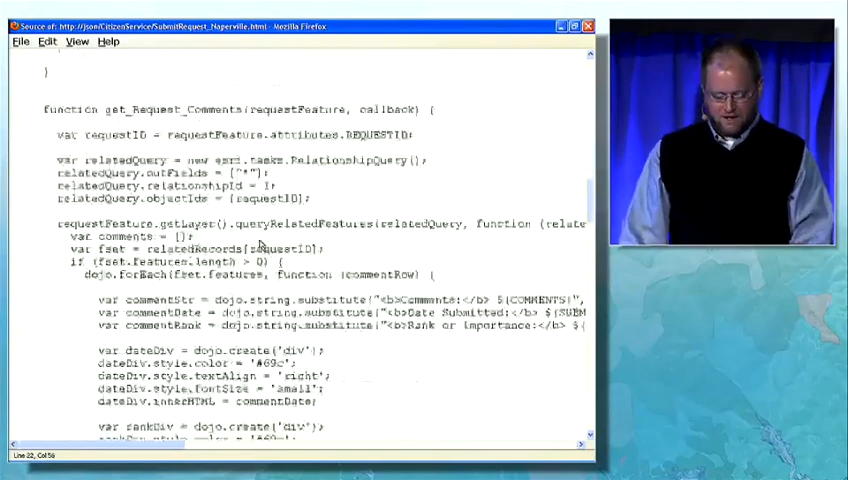 Source of: http://json/CitizenService/SubmitRequest_Naperville.html - Mozilla Firefox
File Edit View Help
}
function get_Request_Comments(requestFeature, callback) {
var requestID = requestFeature.attributes.REQUESTID;
var relatedQuery = new esri.tasks.RelationshipQuery();
relatedQuery.outFields = ["*"];
relatedQuery.relationshipId = 1;
relatedQuery.objectIds = [requestID];
requestFeature.getLayer().queryRelatedFeatures(relatedQuery, function (relate
var comments = [];
var fset = relatedRecords[requestID];
if (fset.features.length > 0) {
dojo.forEach(fset.features, function (commentRow) {
var commentStr = dojo.string.substitute("<b>Comments:</b> ${COMMENTS}",
var commentDate = dojo.string.substitute("<b>Date Submitted:</b> ${SUBM
var commentRank = dojo.string.substitute("<b>Rank or Importance:</b> ${
var dateDiv = dojo.create('div');
dateDiv.style.color = '#69c';
dateDiv.style.textAlign = 'right';
dateDiv.style.fontSize = 'small';
dateDiv.innerHTML = commentDate;
var rankDiv = dojo.create('div');
rankDiv.style.color = '#69c';
Line 22, Col 56